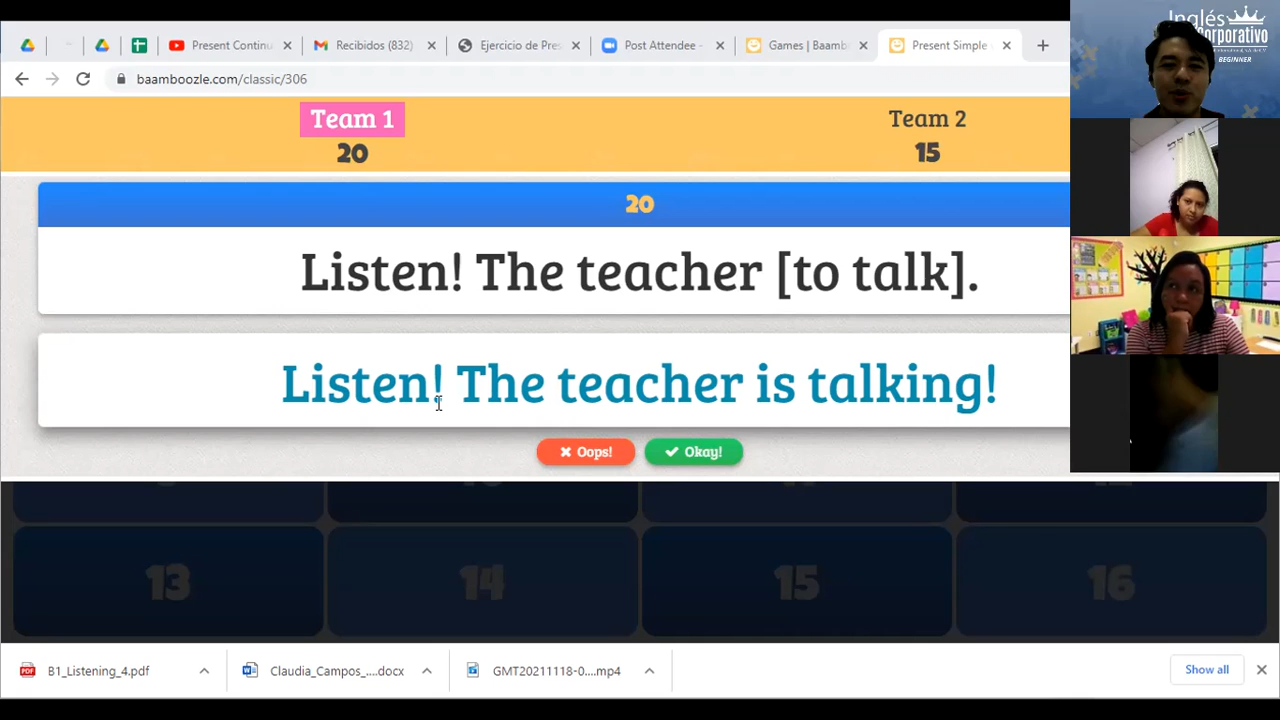 Present Continu
Recibidos (832)
Ejercicio de Pres
Post Attendee -
Games | Baamb
Present Simple
baamboozle.com/classic/306
Team 1
20
Team 2
15
20
Listen! The teacher [to talk].
Listen! The teacher is talking!
Oops!
Okay!
13
14
15
16
B1_Listening_4.pdf
Claudia_Campos_....docx
GMT20211118-0....mp4
Show all
Inglés
Corporativo
BEGINNER